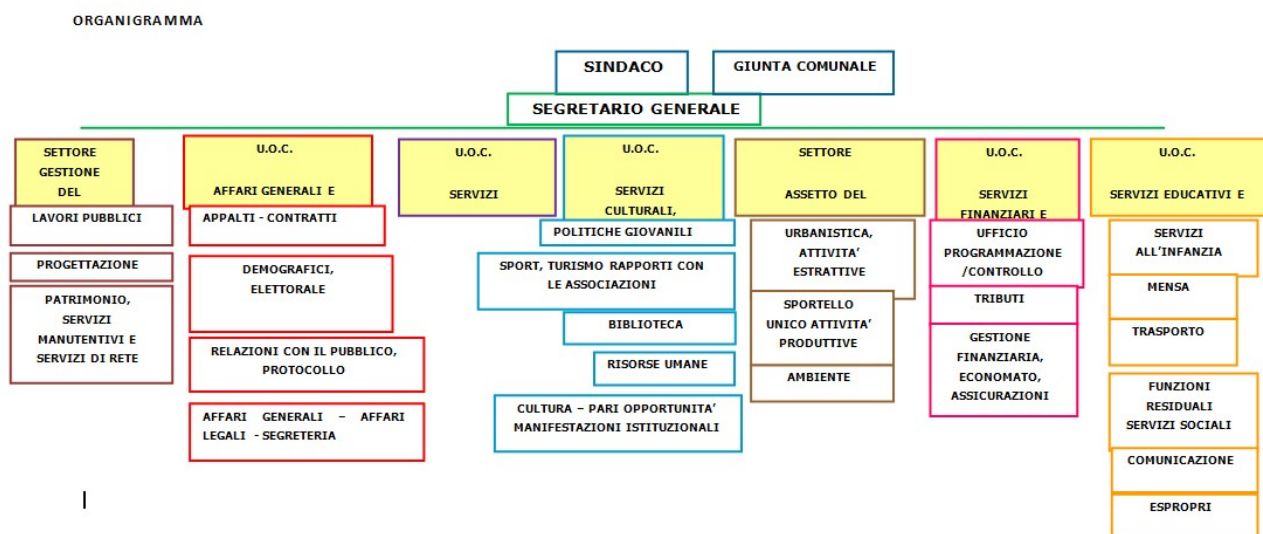 ORGANIGRAMMA
SINDACO
GIUNTA COMUNALE
SEGRETARIO GENERALE
SETTORE
GESTIONE
DEL
LAVORI PUBBLICI
PROGETTAZIONE
PATRIMONIO,
SERVIZI
MANUTENTIVI E
SERVIZI DI RETE
U.O.C.
AFFARI GENERALI E
APPALTI - CONTRATTI
DEMOGRAFICI,
ELETTORALE
RELAZIONI CON IL PUBBLICO,
PROTOCOLLO
AFFARI GENERALI – AFFARI
LEGALI - SEGRETERIA
U.O.C.
SERVIZI
U.O.C.
SERVIZI
CULTURALI,
POLITICHE GIOVANILI
SPORT, TURISMO RAPPORTI CON
LE ASSOCIAZIONI
BIBLIOTECA
RISORSE UMANE
CULTURA – PARI OPPORTUNITA’
MANIFESTAZIONI ISTITUZIONALI
SETTORE
ASSETTO DEL
URBANISTICA,
ATTIVITA’
ESTRATTIVE
SPORTELLO
UNICO ATTIVITA’
PRODUTTIVE
AMBIENTE
U.O.C.
SERVIZI
FINANZIARI E
UFFICIO
PROGRAMMAZIONE
/CONTROLLO
TRIBUTI
GESTIONE
FINANZIARIA,
ECONOMATO,
ASSICURAZIONI
U.O.C.
SERVIZI EDUCATIVI E
SERVIZI
ALL’INFANZIA
MENSA
TRASPORTO
FUNZIONI
RESIDUALI
SERVIZI SOCIALI
COMUNICAZIONE
ESPROPRI